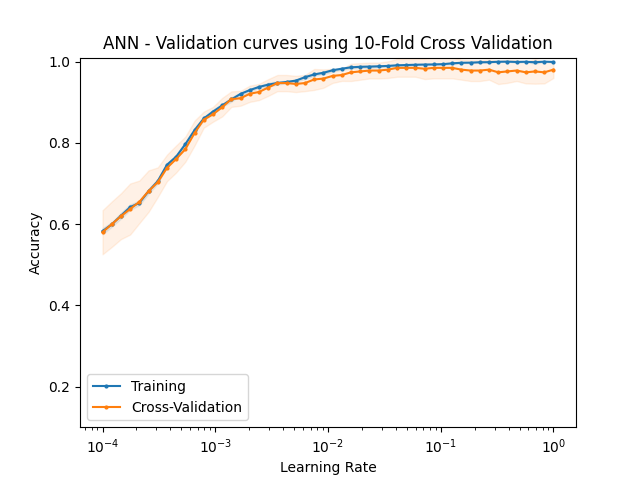 ANN - Validation curves using 10-Fold Cross Validation
1.0
0.8
0.6
0.4
0.2
Accuracy
Training
Cross-Validation
10⁻⁴ 10⁻³ 10⁻² 10⁻¹ 10⁰
Learning Rate